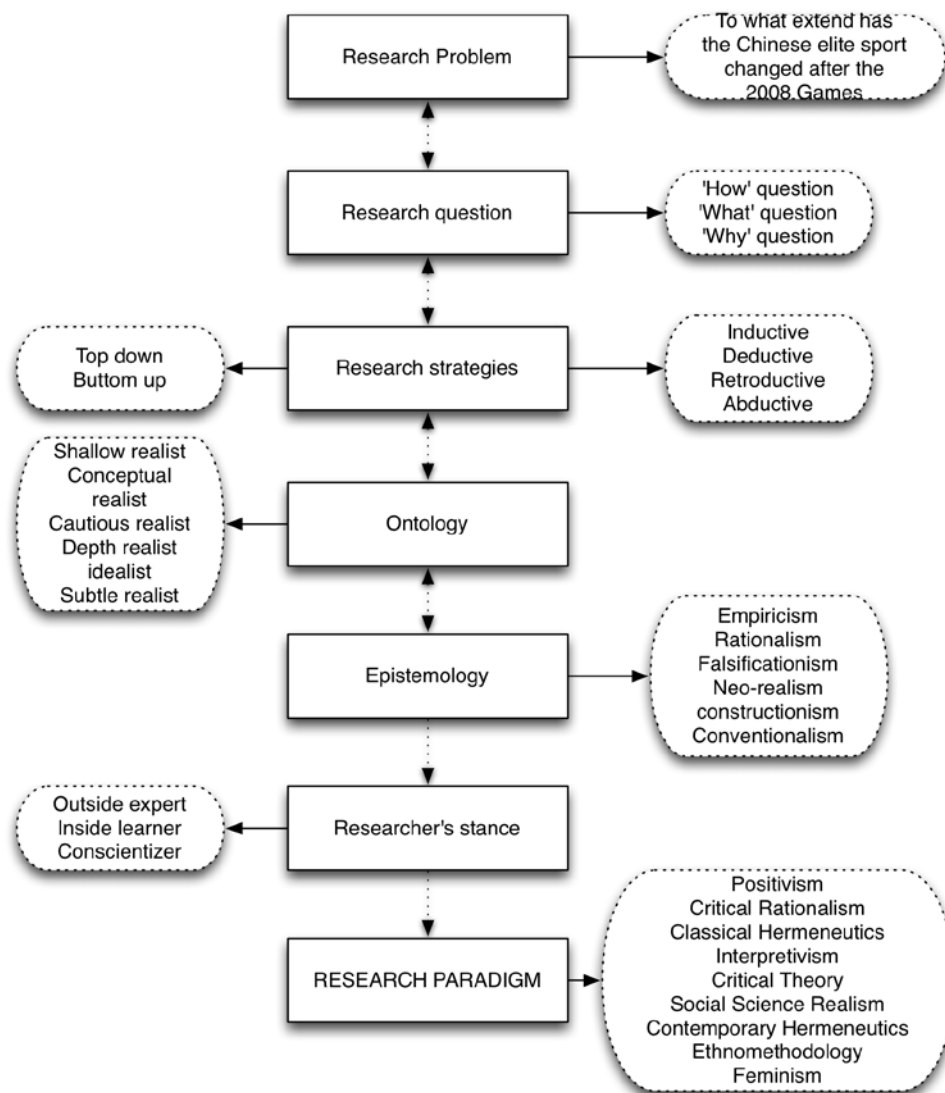 Research Problem
To what extend has
the Chinese elite sport
changed after the
2008 Games
Research question
'How' question
'What' question
'Why' question
Top down
Buttom up
Research strategies
Inductive
Deductive
Retroductive
Abductive
Shallow realist
Conceptual
realist
Cautious realist
Depth realist
idealist
Subtle realist
Ontology
Epistemology
Empiricism
Rationalism
Falsificationism
Neo-realism
constructionism
Conventionalism
Outside expert
Inside learner
Conscientizer
Researcher's stance
RESEARCH PARADIGM
Positivism
Critical Rationalism
Classical Hermeneutics
Interpretivism
Critical Theory
Social Science Realism
Contemporary Hermeneutics
Ethnomethodology
Feminism